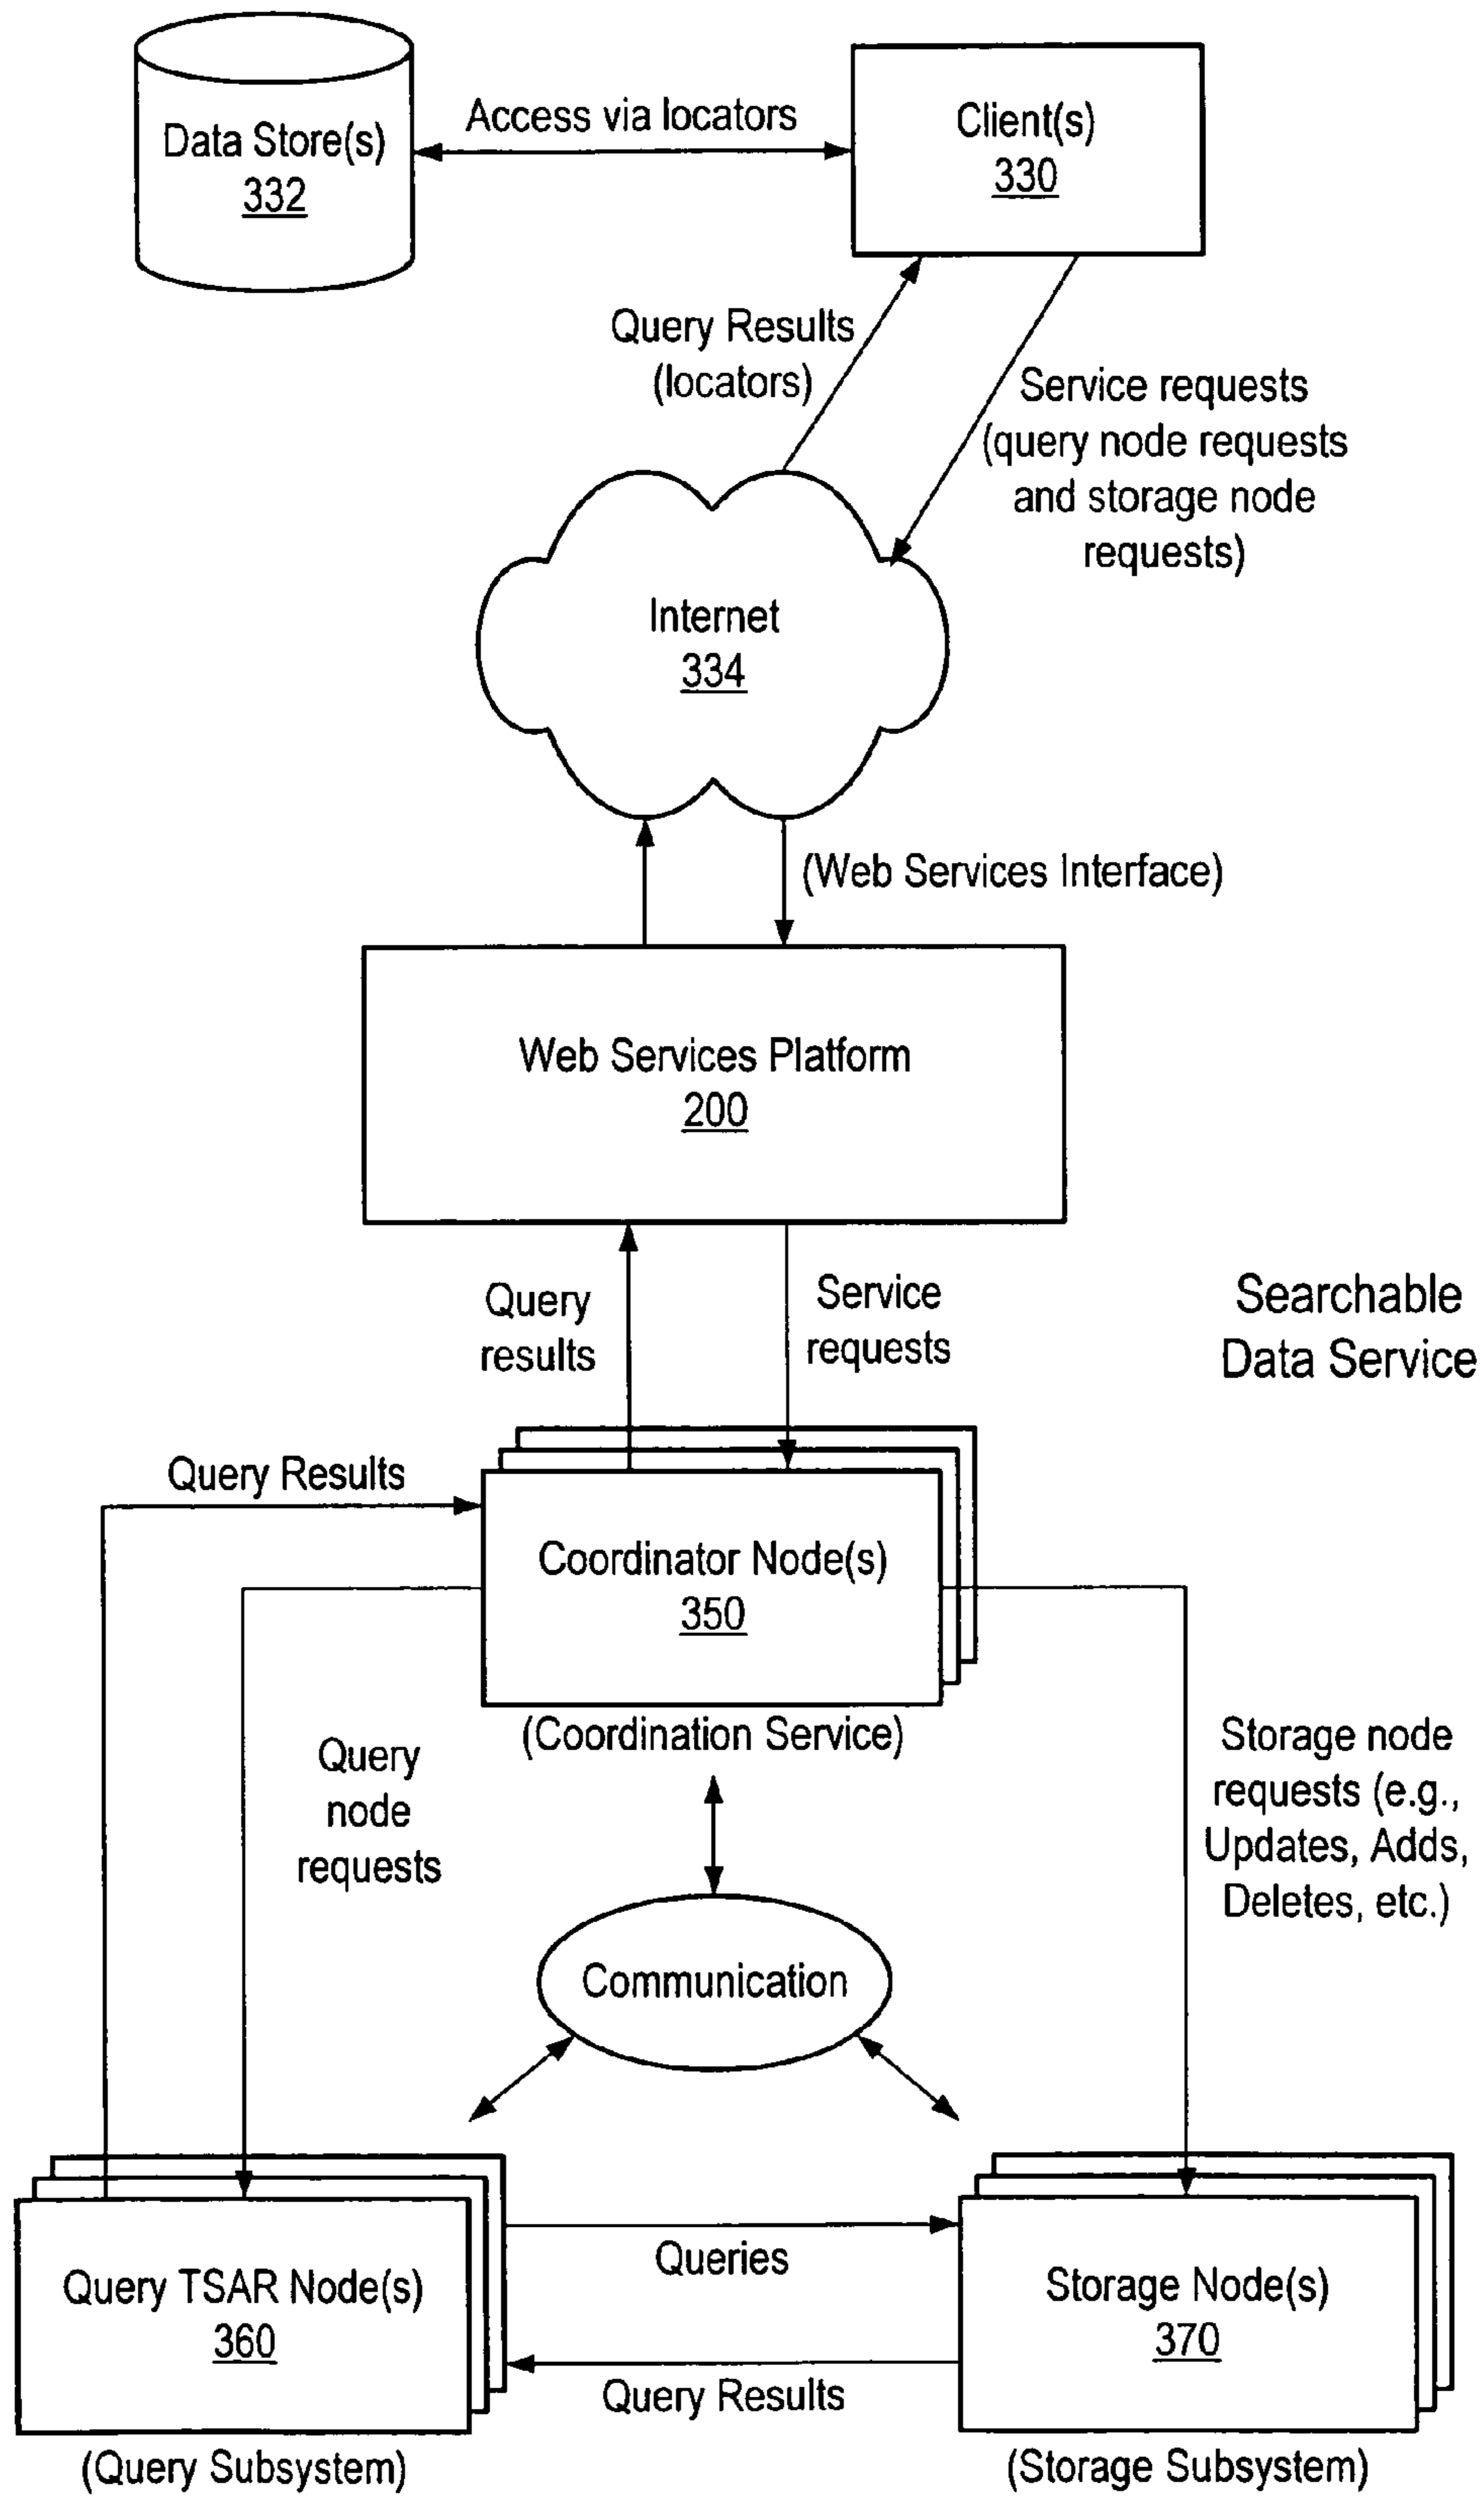 Data Store(s)
332
Access via locators
Client(s)
330
Query Results
(locators)
Service requests
(query node requests
and storage node
requests)
Internet
334
(Web Services Interface)
Web Services Platform
200
Query
results
Service
requests
Searchable
Data Service
Query Results
Coordinator Node(s)
350
(Coordination Service)
Query
node
requests
Storage node
requests (e.g.,
Updates, Adds,
Deletes, etc.)
Communication
Query TSAR Node(s)
360
(Query Subsystem)
Queries
Query Results
Storage Node(s)
370
(Storage Subsystem)